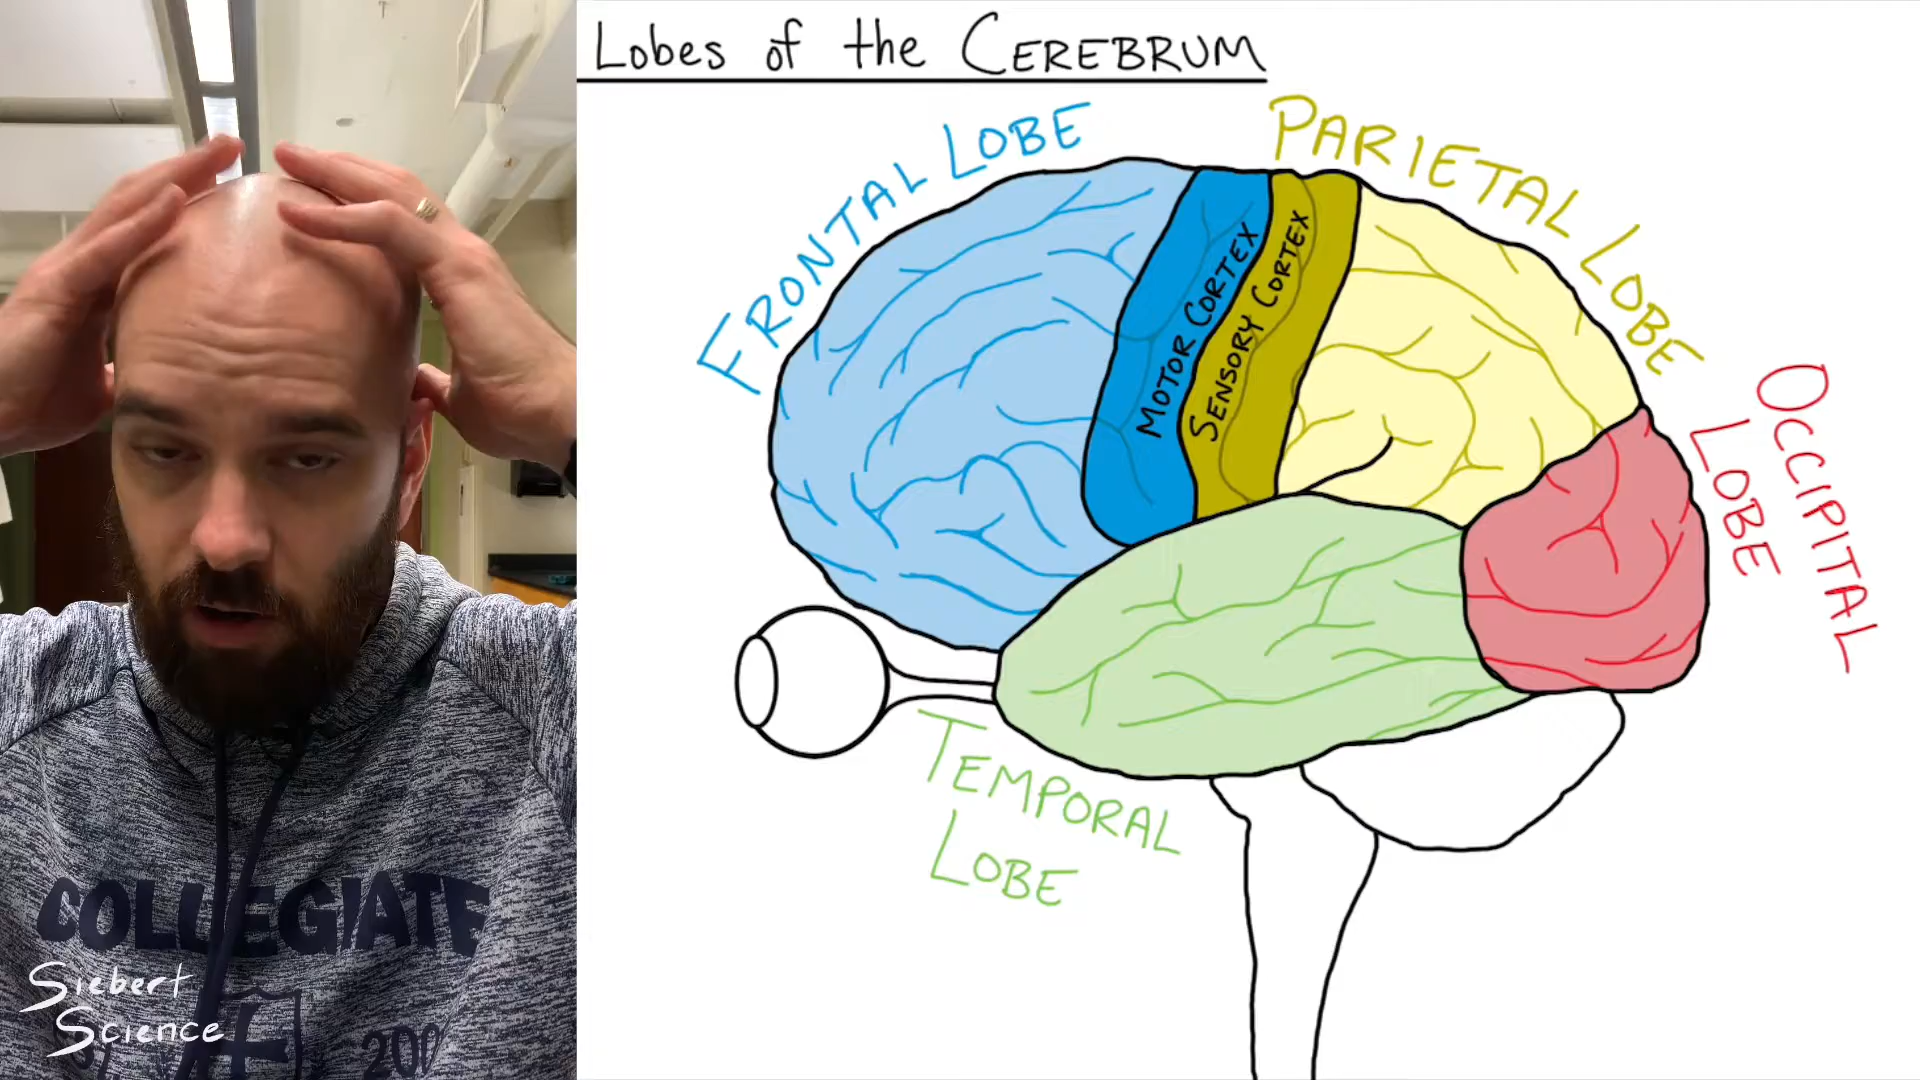 Lobes of the CEREBRUM
FRONTAL LOBE
PARIETAL LOBE
MOTOR CORTEX
SENSORY CORTEX
OCCIPITAL
LOBE
TEMPORAL
LOBE
COLLEGIATE
Siebert
Science
200